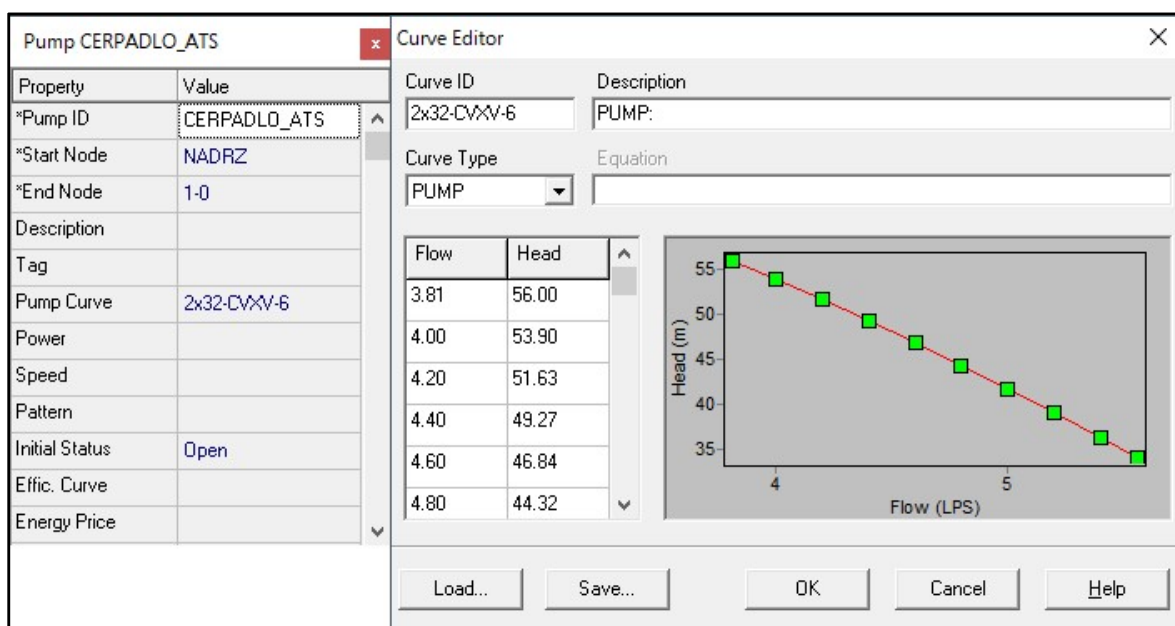 Pump CERPADLO_ATS x
Property Value
*Pump ID CERPADLO_ATS
*Start Node NADRZ
*End Node 1-0
Description
Tag
Pump Curve 2x32-CVXV-6
Power
Speed
Pattern
Initial Status Open
Effic. Curve
Energy Price
Curve Editor
Curve ID Description
2x32-CVXV-6 PUMP:
Curve Type Equation
PUMP
Flow Head
3.81 56.00
4.00 53.90
4.20 51.63
4.40 49.27
4.60 46.84
4.80 44.32
55
50
45
40
35
Head (m)
4 5
Flow (LPS)
Load... Save... OK Cancel Help